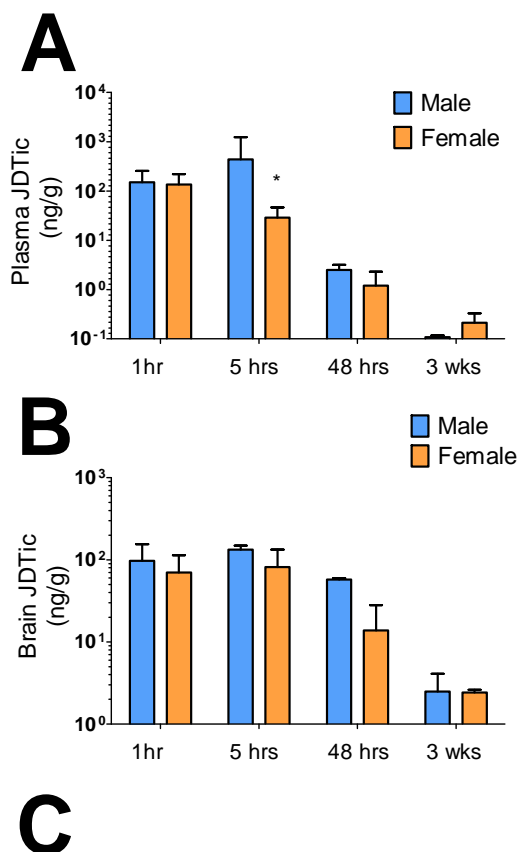 A
Male
Female
Plasma JDTic
(ng/g)
10⁴
10³
10²
10¹
10⁰
10⁻¹
*
1hr 5 hrs 48 hrs 3 wks
B
Male
Female
Brain JDTic
(ng/g)
10³
10²
10¹
10⁰
1hr 5 hrs 48 hrs 3 wks
C